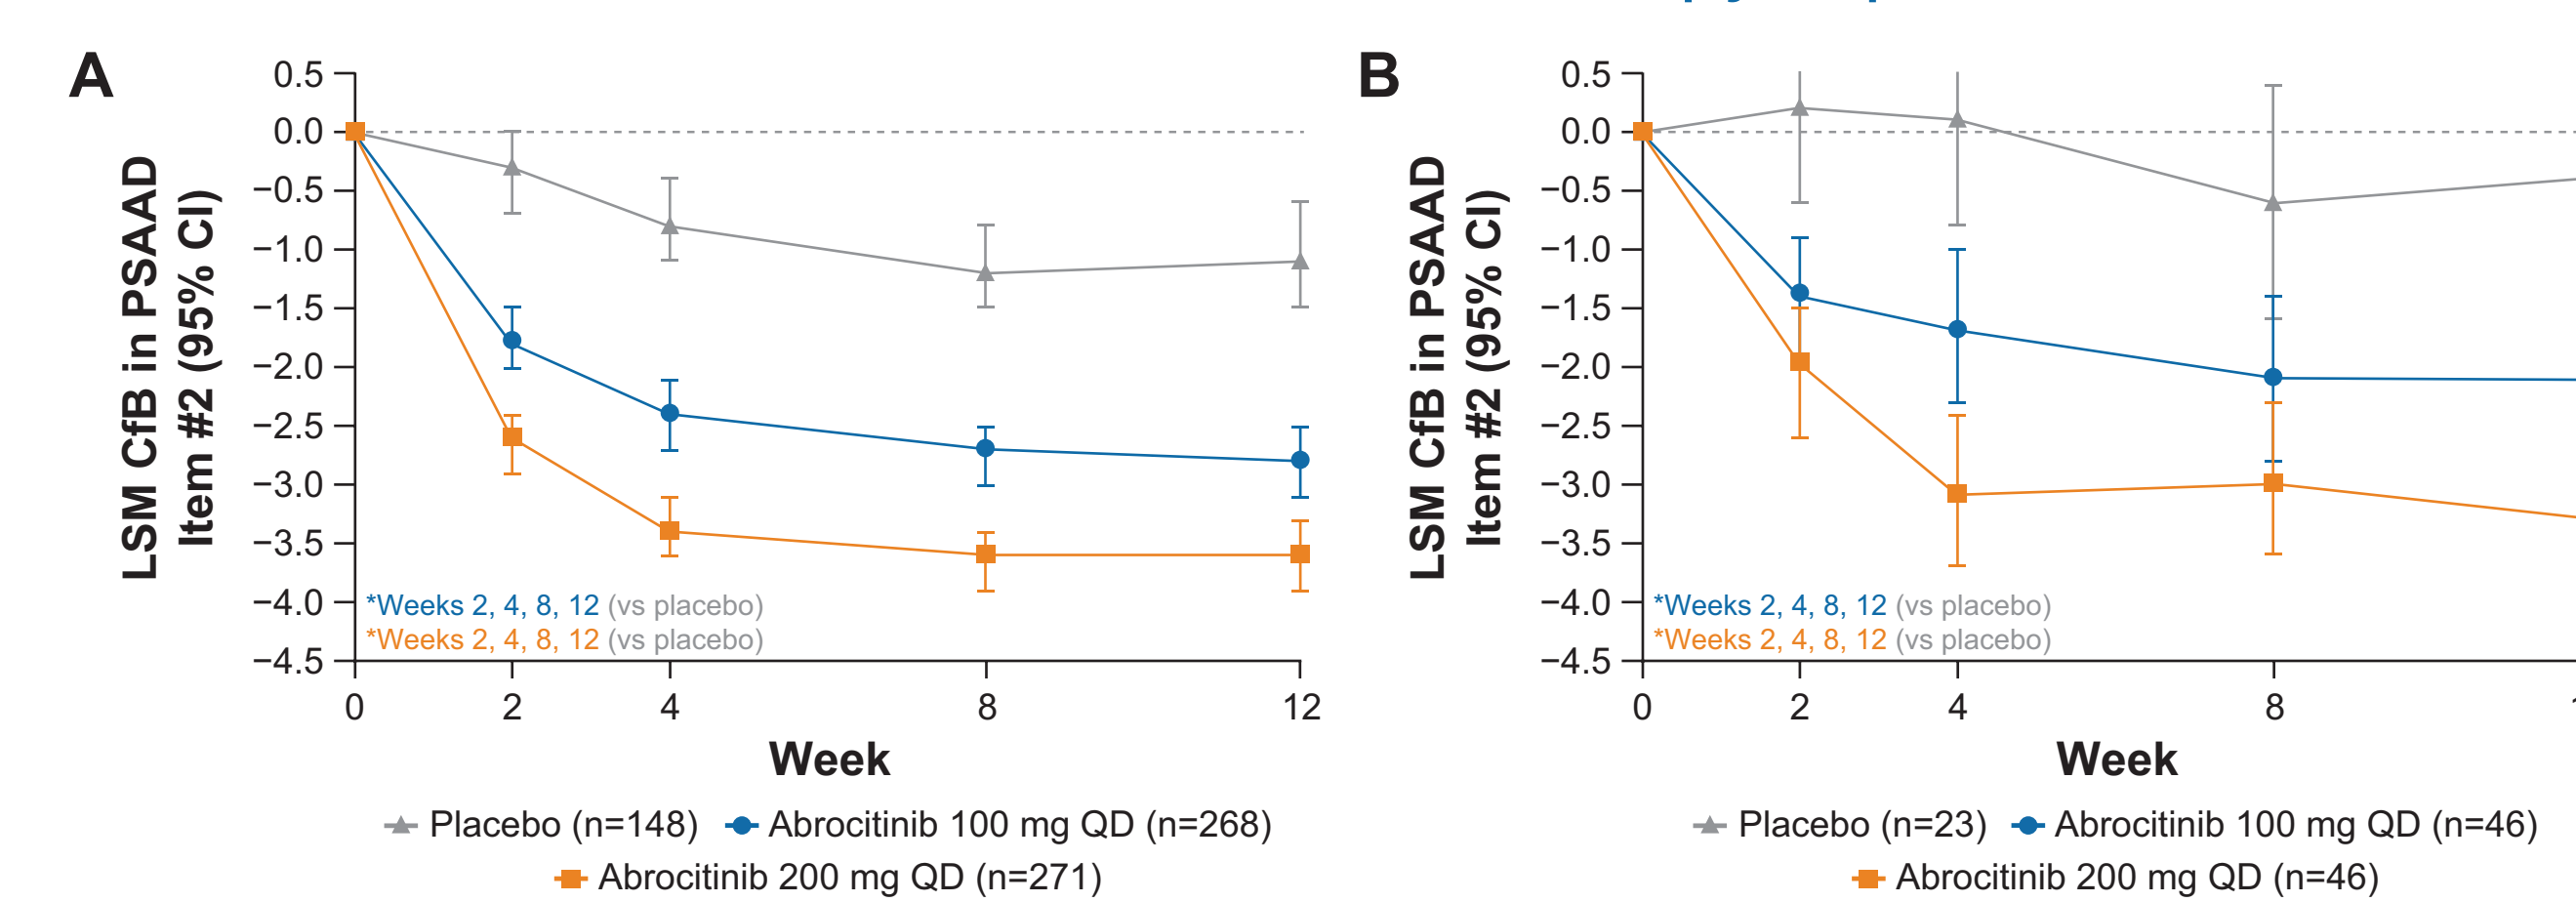 A
LSM CfB in PSAAD
Item #2 (95% CI)
0.5
0.0
−0.5
−1.0
−1.5
−2.0
−2.5
−3.0
−3.5
−4.0
−4.5
*Weeks 2, 4, 8, 12 (vs placebo)
*Weeks 2, 4, 8, 12 (vs placebo)
0 2 4 8 12
Week
Placebo (n=148) Abrocitinib 100 mg QD (n=268)
Abrocitinib 200 mg QD (n=271)
B
LSM CfB in PSAAD
Item #2 (95% CI)
0.5
0.0
−0.5
−1.0
−1.5
−2.0
−2.5
−3.0
−3.5
−4.0
−4.5
*Weeks 2, 4, 8, 12 (vs placebo)
*Weeks 2, 4, 8, 12 (vs placebo)
0 2 4 8
Week
Placebo (n=23) Abrocitinib 100 mg QD (n=46)
Abrocitinib 200 mg QD (n=46)